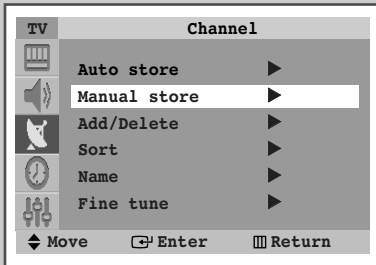 TV Channel
Auto store
Manual store
Add/Delete
Sort
Name
Fine tune
Move Enter Return